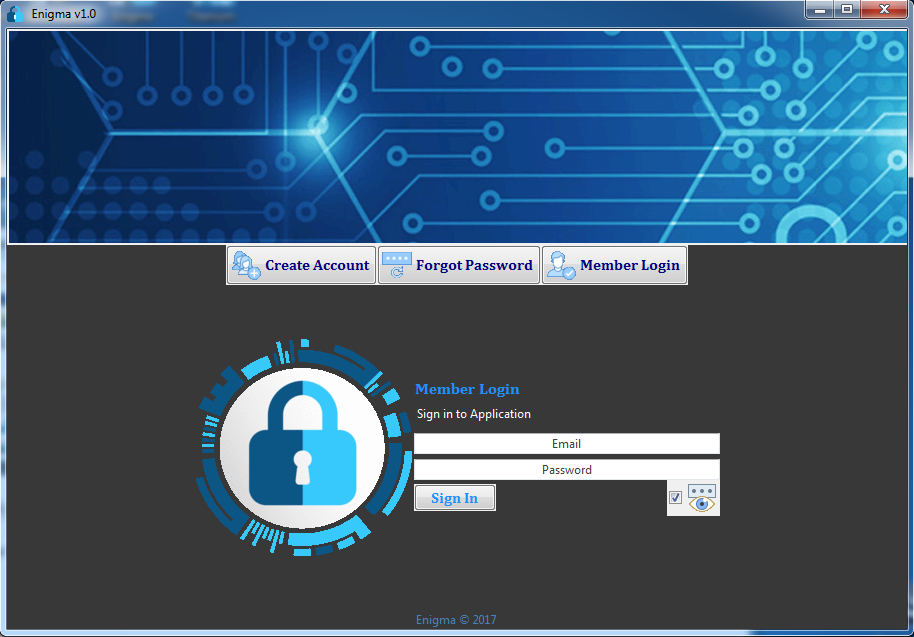 Enigma v1.0
Create Account
Forgot Password
Member Login
Member Login
Sign in to Application
Email
Password
Sign In
Enigma © 2017